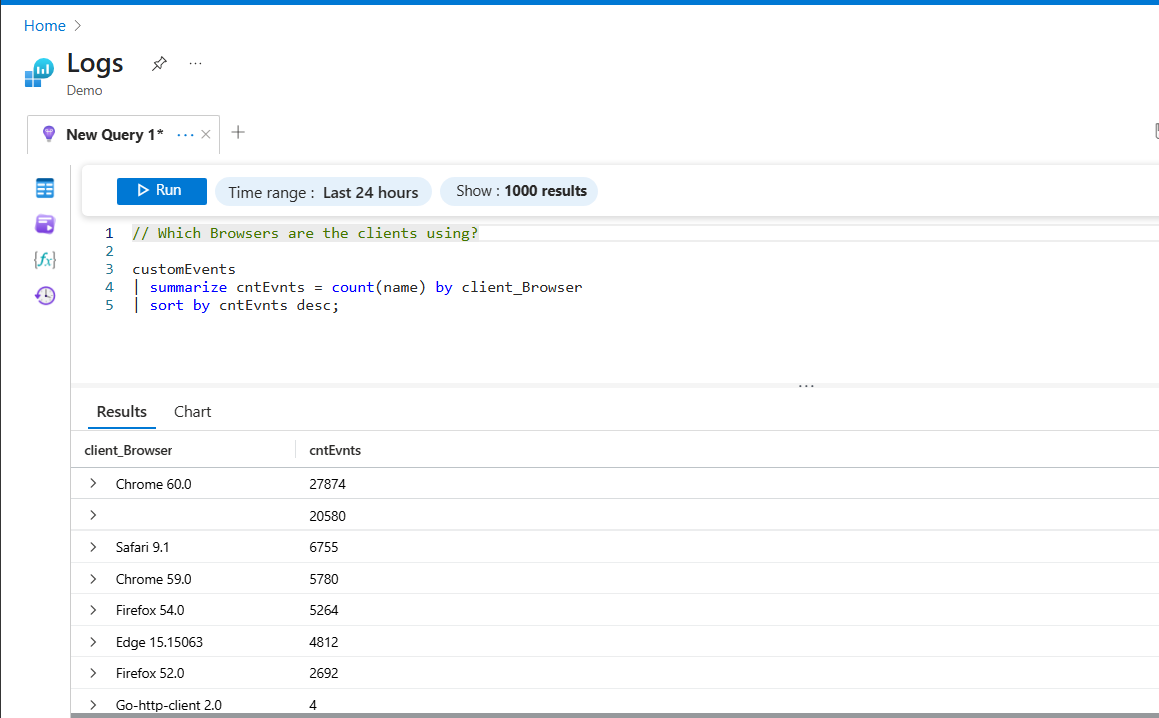 Home
Logs
Demo
New Query 1*
Run Time range : Last 24 hours Show : 1000 results
1 // Which Browsers are the clients using?
2
3 customEvents
4 | summarize cntEvnts = count(name) by client_Browser
5 | sort by cntEvnts desc;
Results Chart
client_Browser cntEvnts
Chrome 60.0 27874
20580
Safari 9.1 6755
Chrome 59.0 5780
Firefox 54.0 5264
Edge 15.15063 4812
Firefox 52.0 2692
Go-http-client 2.0 4